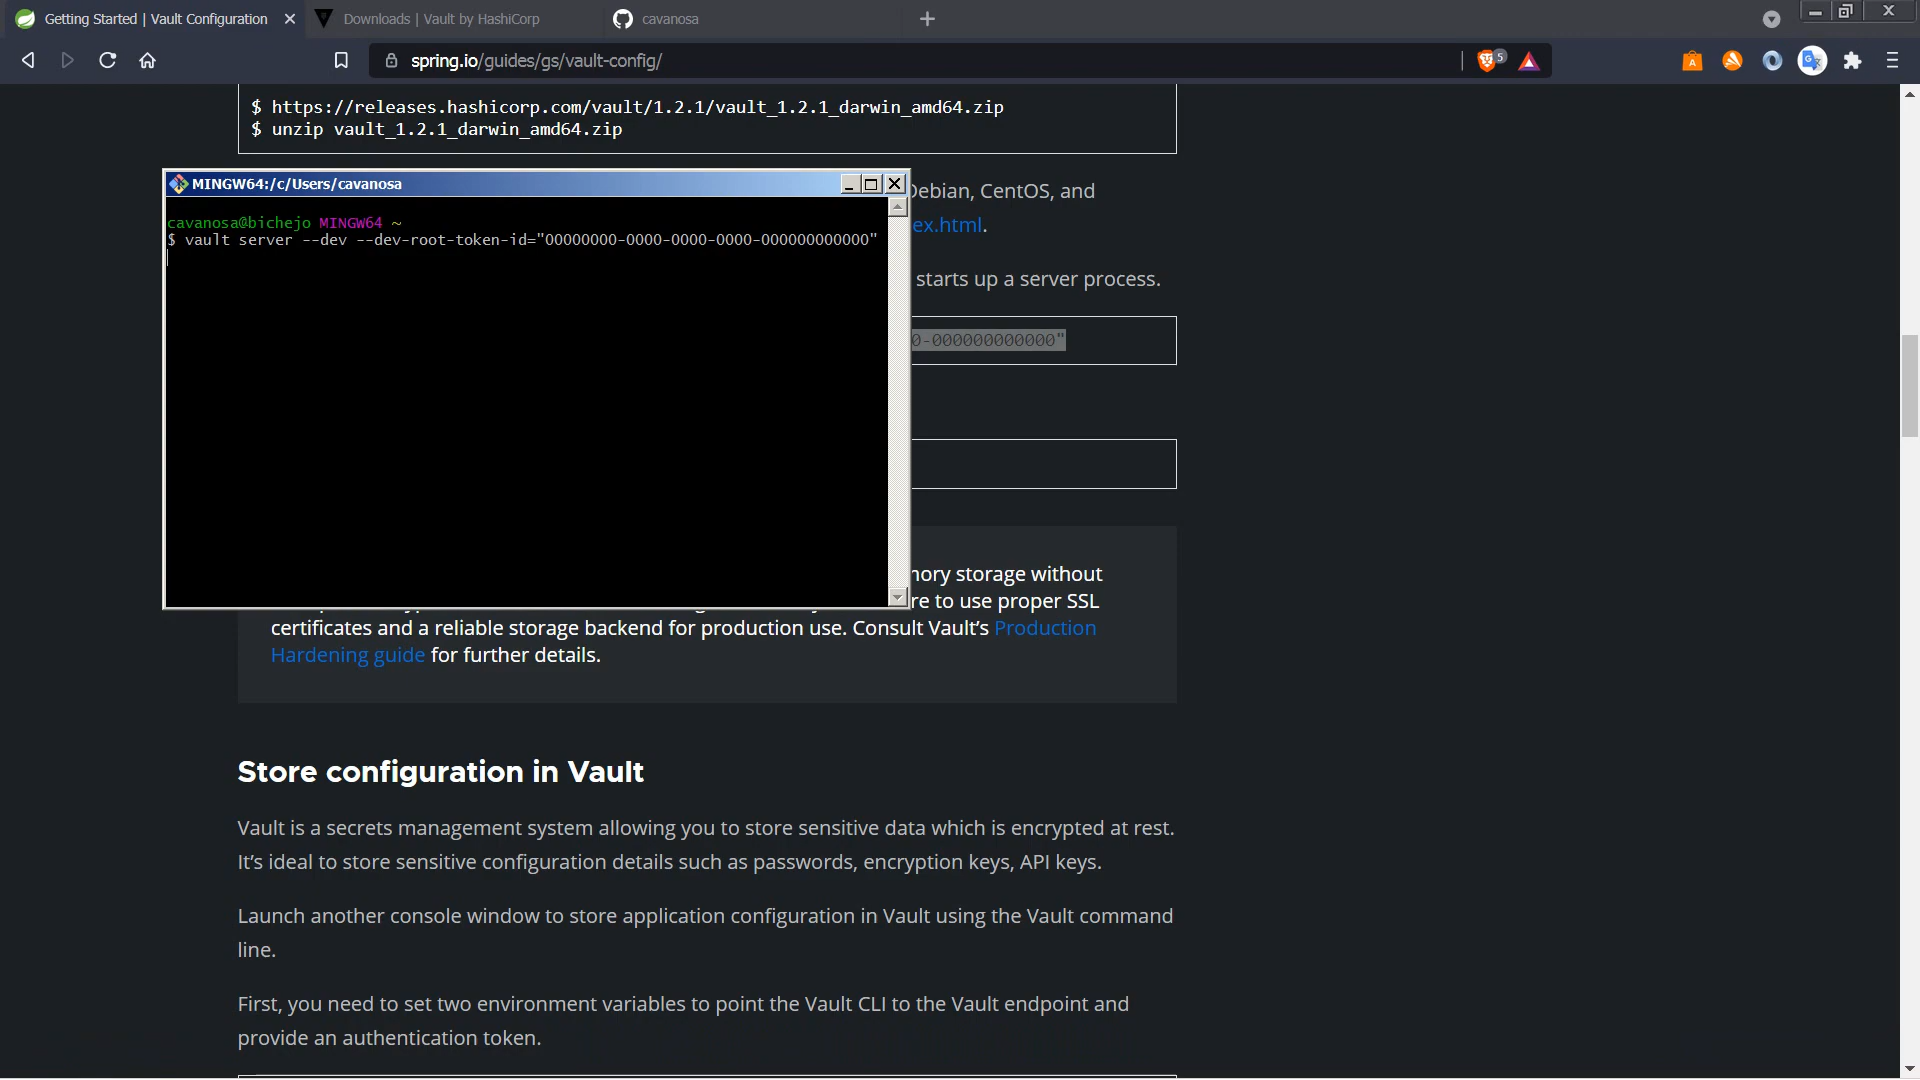 Getting Started | Vault Configuration
Downloads | Vault by HashiCorp
cavanosa
spring.io/guides/gs/vault-config/
5
$ https://releases.hashicorp.com/vault/1.2.1/vault_1.2.1_darwin_amd64.zip
$ unzip vault_1.2.1_darwin_amd64.zip
MINGW64:/c/Users/cavanosa
Debian, CentOS, and
cavanosa@bichejo MINGW64 ~
ex.html.
$ vault server --dev --dev-root-token-id="00000000-0000-0000-0000-000000000000"
starts up a server process.
0-000000000000"
mory storage without
re to use proper SSL
certificates and a reliable storage backend for production use. Consult Vault’s Production
Hardening guide for further details.
Store configuration in Vault
Vault is a secrets management system allowing you to store sensitive data which is encrypted at rest.
It’s ideal to store sensitive configuration details such as passwords, encryption keys, API keys.
Launch another console window to store application configuration in Vault using the Vault command
line.
First, you need to set two environment variables to point the Vault CLI to the Vault endpoint and
provide an authentication token.